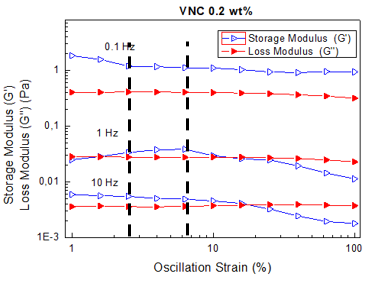 VNC 0.2 wt%
Storage Modulus (G')
Loss Modulus (G'') (Pa)
Storage Modulus (G')
Loss Modulus (G'')
0.1 Hz
1 Hz
10 Hz
1
0,1
0,01
1E-3
1
10
100
Oscillation Strain (%)